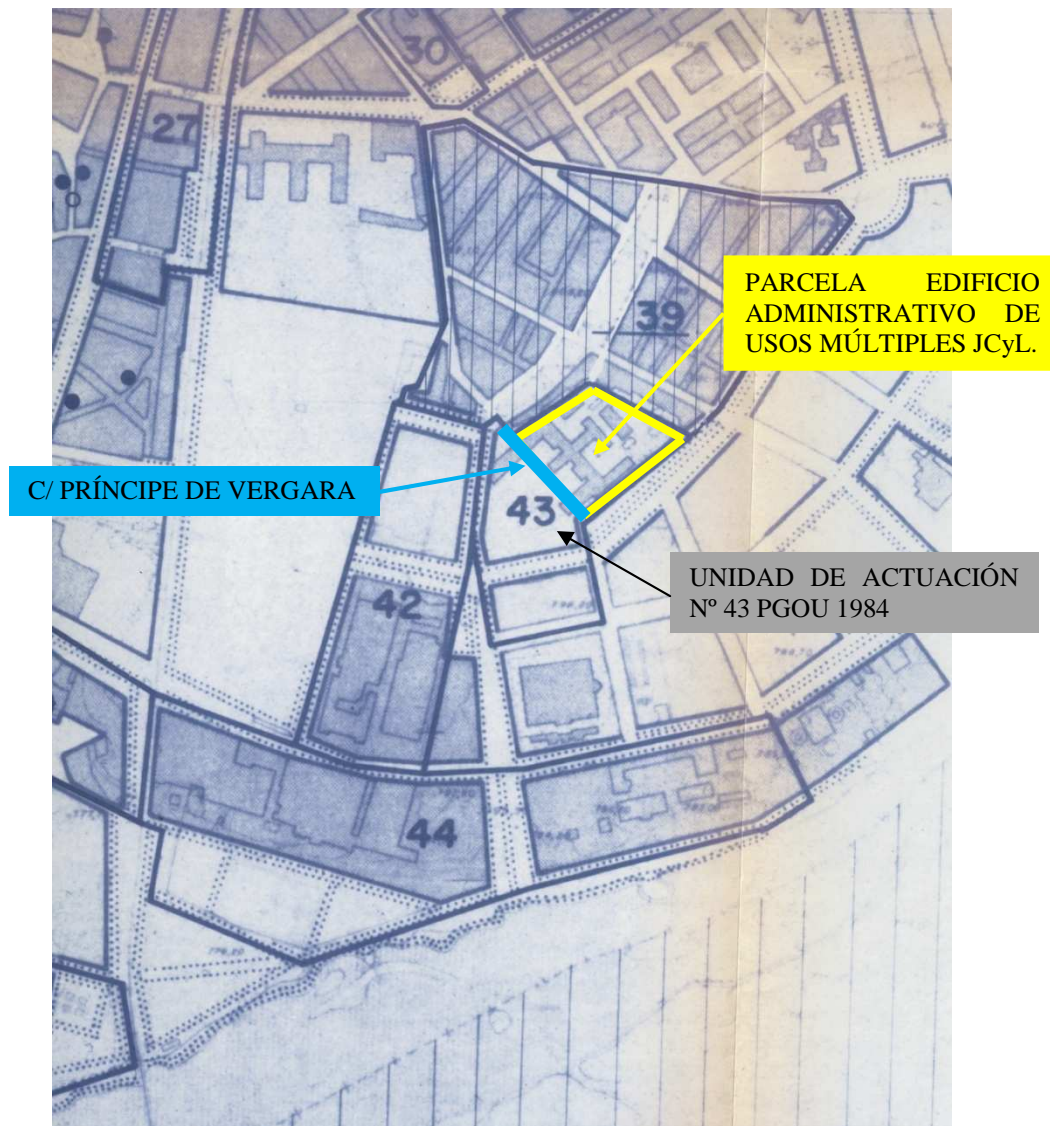 30
27
PARCELA EDIFICIO
ADMINISTRATIVO DE
USOS MÚLTIPLES JCyL.
39
C/ PRÍNCIPE DE VERGARA
43
UNIDAD DE ACTUACIÓN
Nº 43 PGOU 1984
42
44